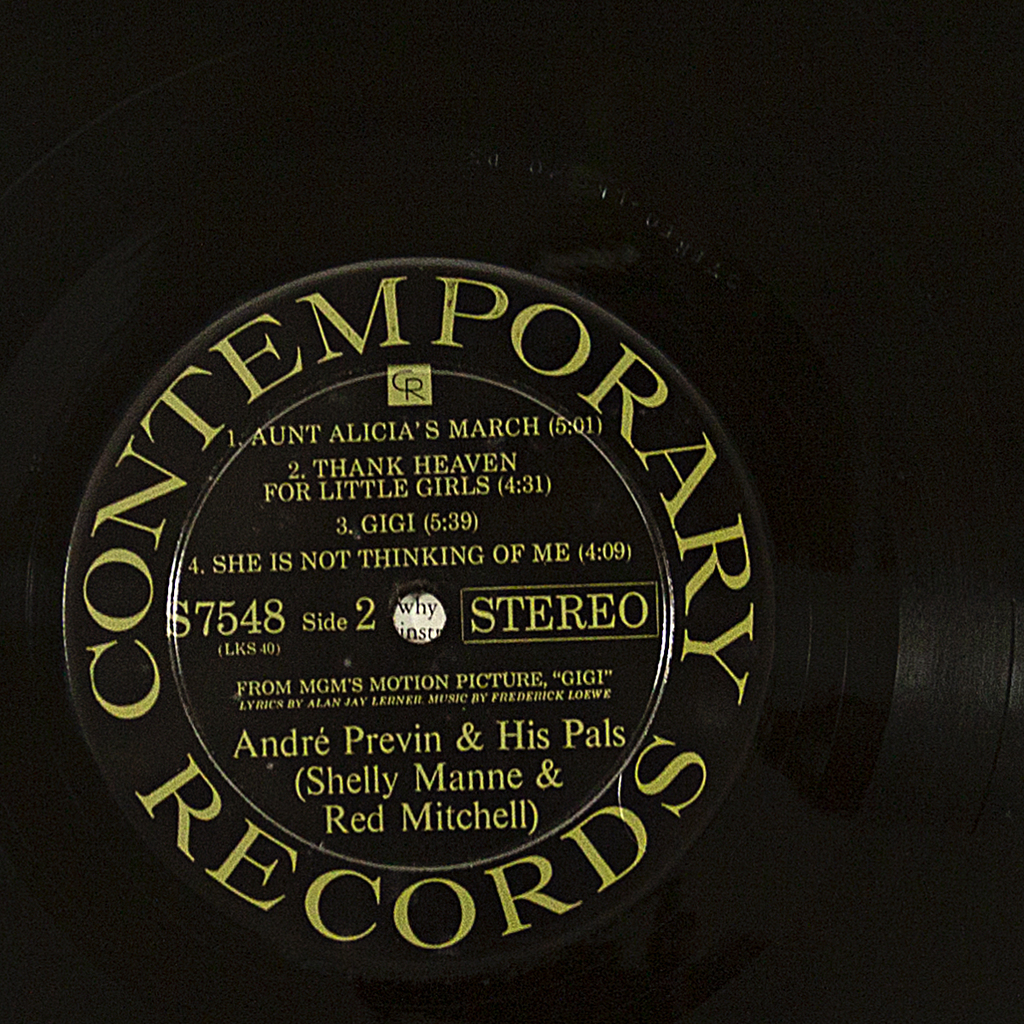 CONTEMPORARY
CR
1. AUNT ALICIA'S MARCH (5:01)
2. THANK HEAVEN
FOR LITTLE GIRLS (4:31)
3. GIGI (5:39)
4. SHE IS NOT THINKING OF ME (4:09)
S7548 Side 2 STEREO
(LKS 40)
why
instr
FROM MGM'S MOTION PICTURE, "GIGI"
LYRICS BY ALAN JAY LERNER. MUSIC BY FREDERICK LOEWE
André Previn & His Pals
(Shelly Manne &
Red Mitchell)
RECORDS